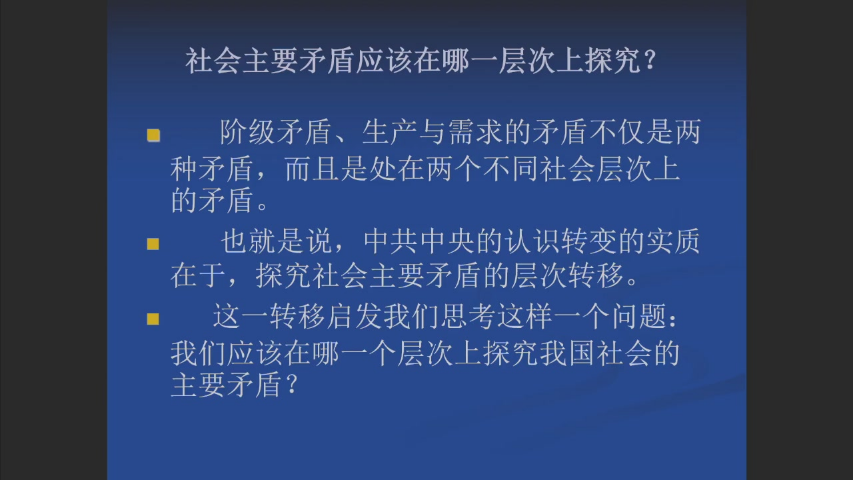 社会主要矛盾应该在哪一层次上探究？
阶级矛盾、生产与需求的矛盾不仅是两
种矛盾，而且是处在两个不同社会层次上
的矛盾。
也就是说，中共中央的认识转变的实质
在于，探究社会主要矛盾的层次转移。
这一转移启发我们思考这样一个问题：
我们应该在哪一个层次上探究我国社会的
主要矛盾？